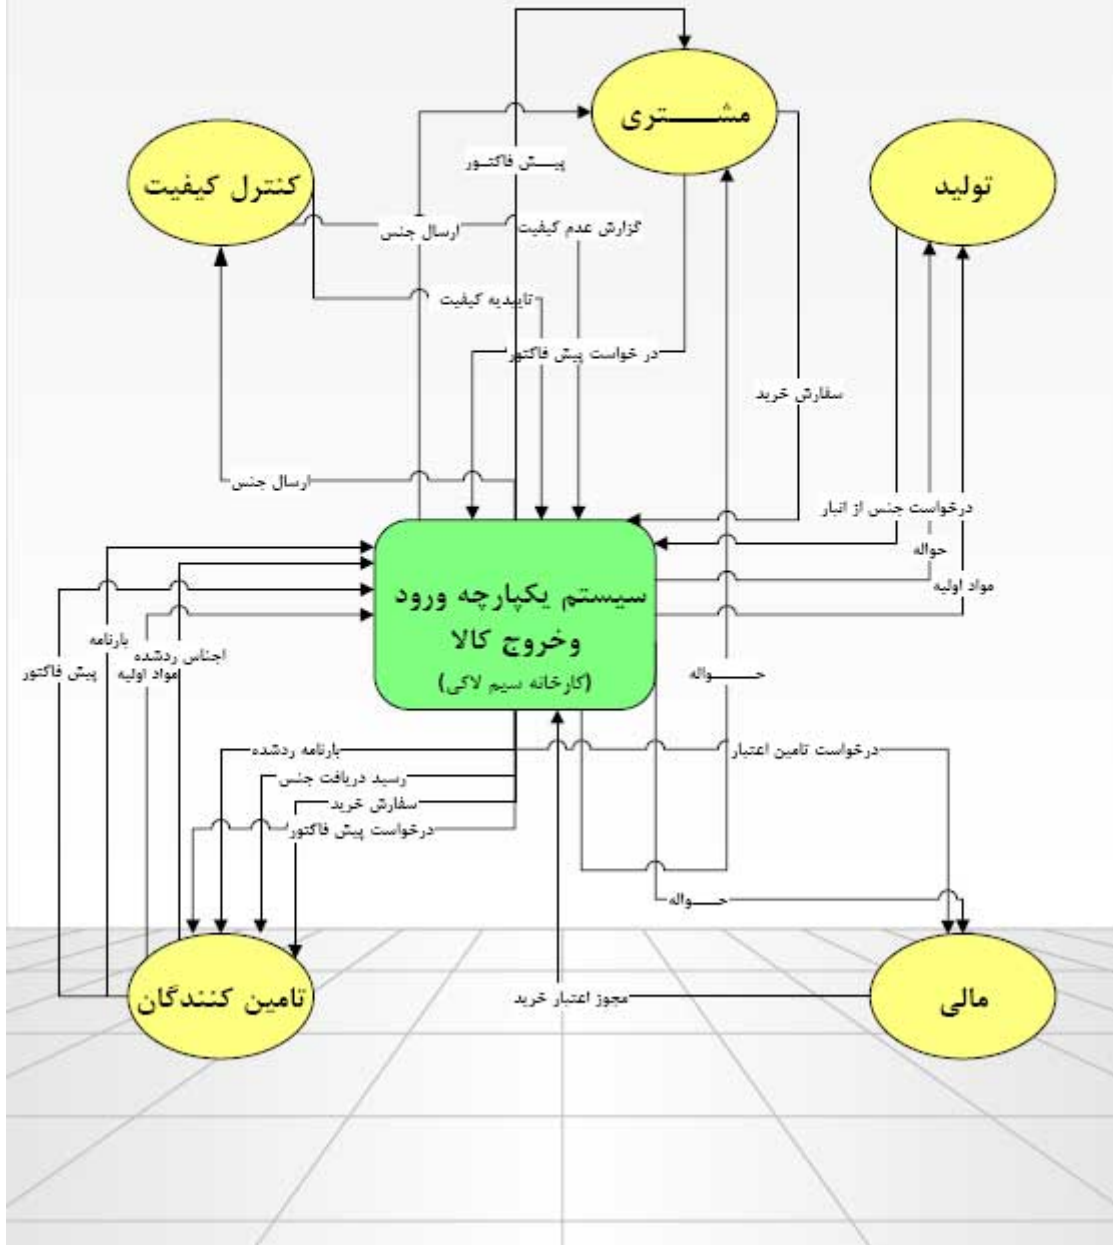 مشـــــتری
پیـــش فاکتـــور
کنترل کیفیت
تولید
ارسال جنس
گزارش عدم کیفیت
تاییدیه کیفیت
در خواست پیش فاکتور
سفارش خرید
ارسال جنس
درخواست جنس از انبار
حواله
مواد اولیه
سیستم یکپارچه ورود
وخروج کالا
(کارخانه سیم لاکی)
پیش فاکتور
بارنامه
مواد اولیه
اجناس ردشده
حـــــواله
بارنامه ردشده
درخواست تامین اعتبار
رسید دریافت جنس
سفارش خرید
درخواست پیش فاکتور
حـــــواله
تامین کنندگان
مجوز اعتبار خرید
مالی